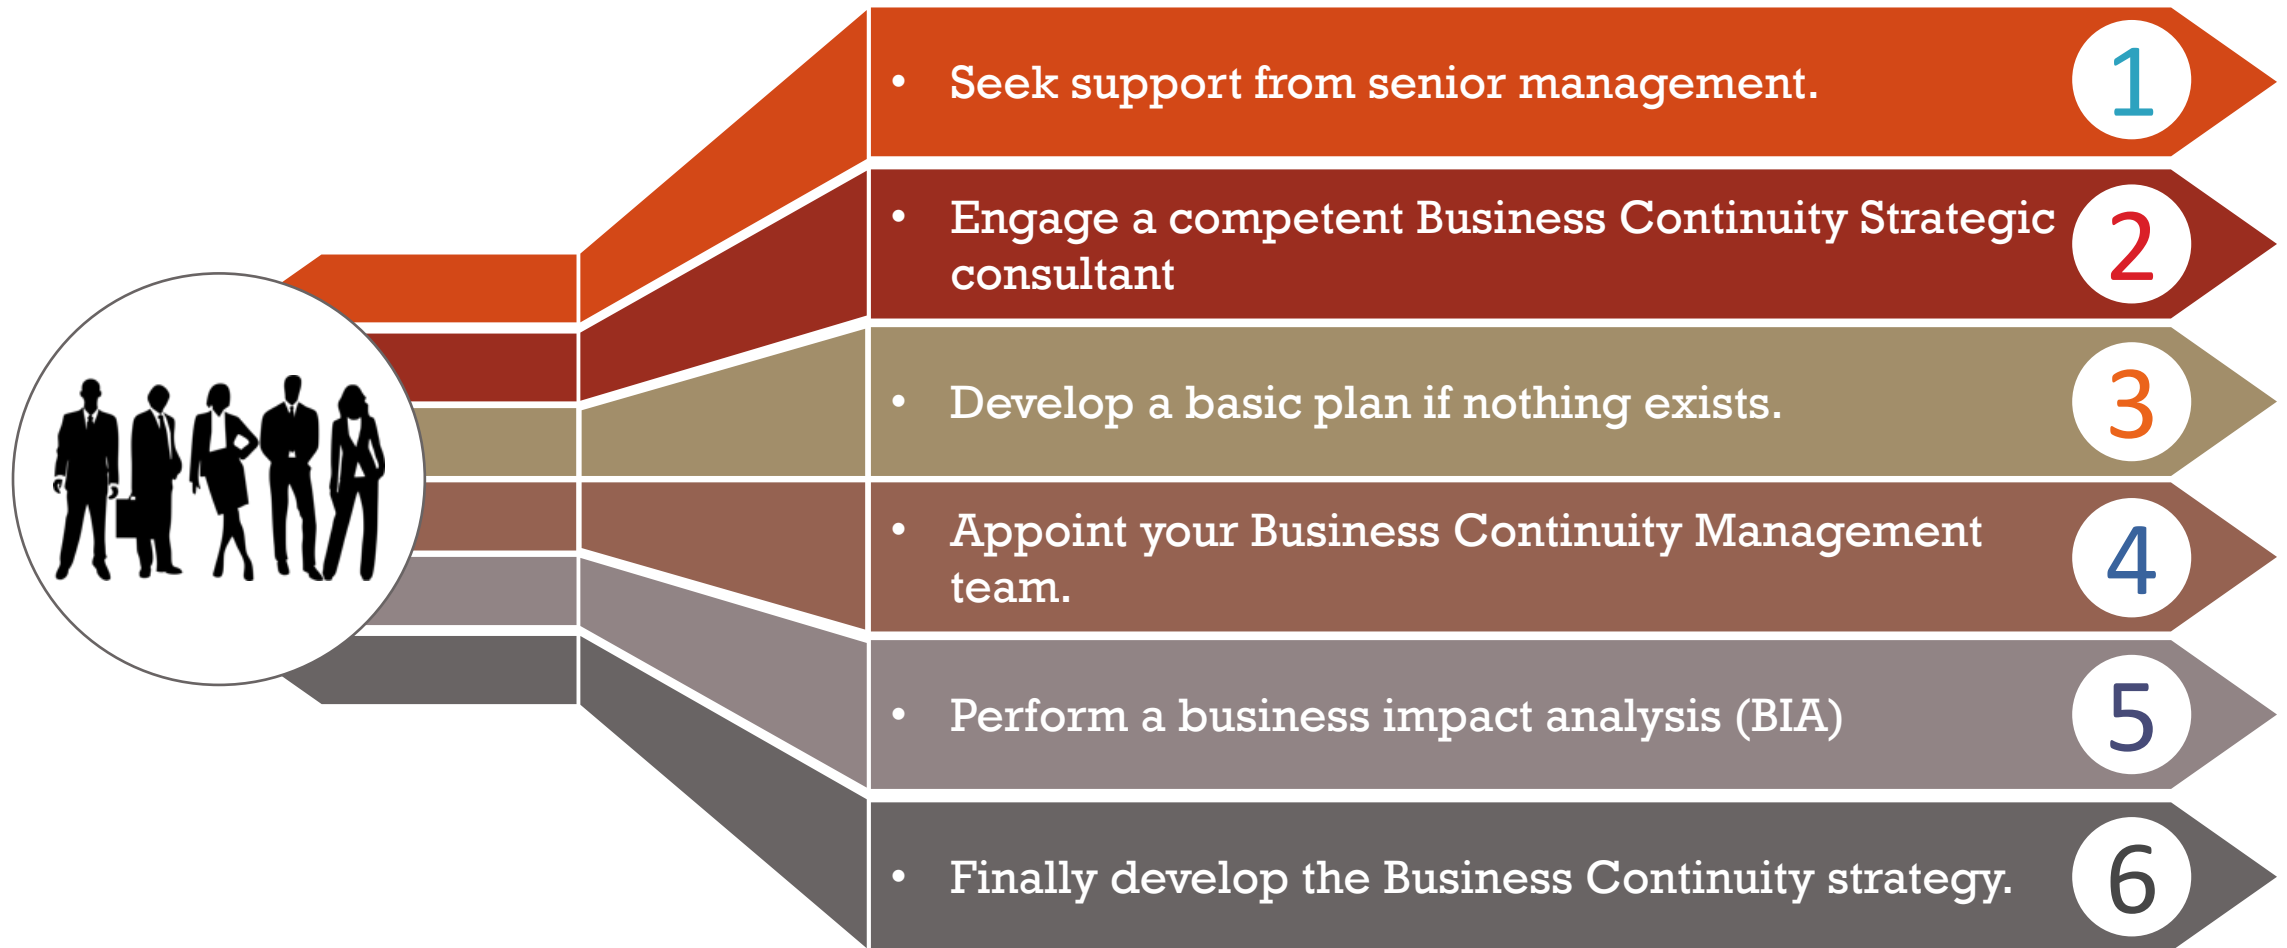 • Seek support from senior management.
1
• Engage a competent Business Continuity Strategic
consultant
2
• Develop a basic plan if nothing exists.
3
• Appoint your Business Continuity Management
team.
4
• Perform a business impact analysis (BIA)
5
• Finally develop the Business Continuity strategy.
6